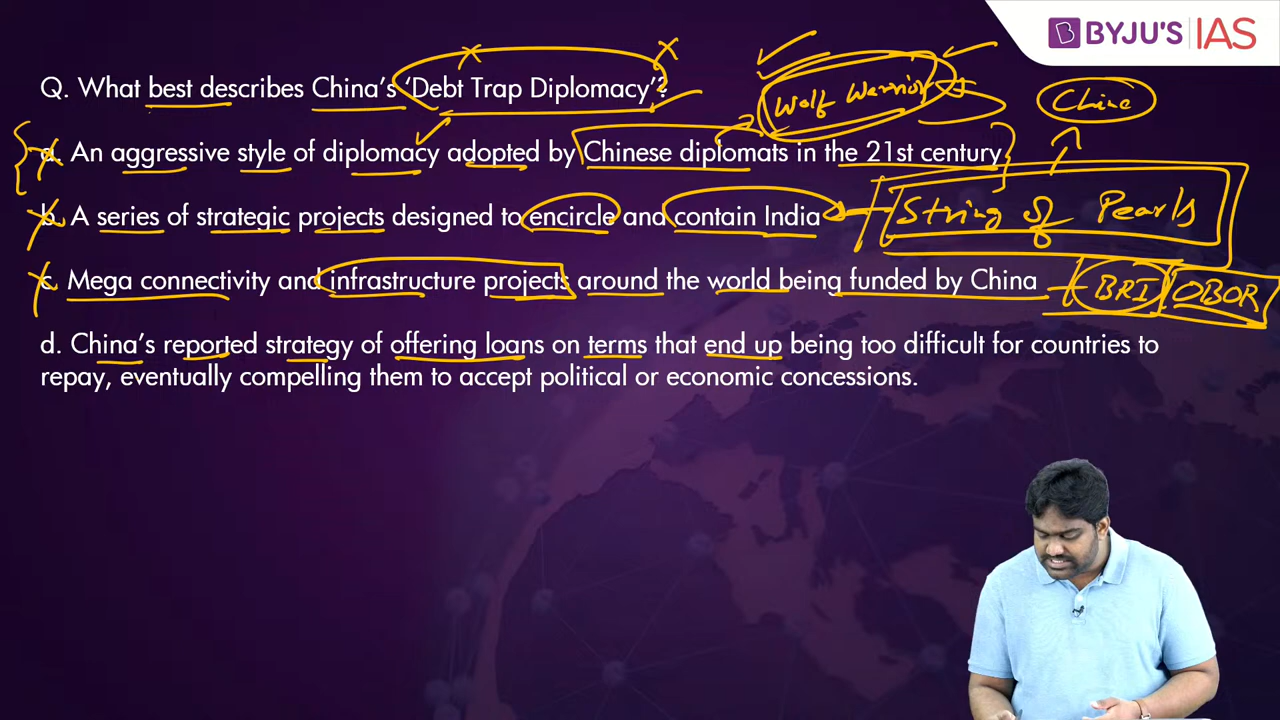 BYJU'S IAS
Q. What best describes China's 'Debt Trap Diplomacy'?
Wolf Warrior
China
a. An aggressive style of diplomacy adopted by Chinese diplomats in the 21st century
b. A series of strategic projects designed to encircle and contain India
String of Pearls
c. Mega connectivity and infrastructure projects around the world being funded by China
BRI OBOR
d. China's reported strategy of offering loans on terms that end up being too difficult for countries to
repay, eventually compelling them to accept political or economic concessions.